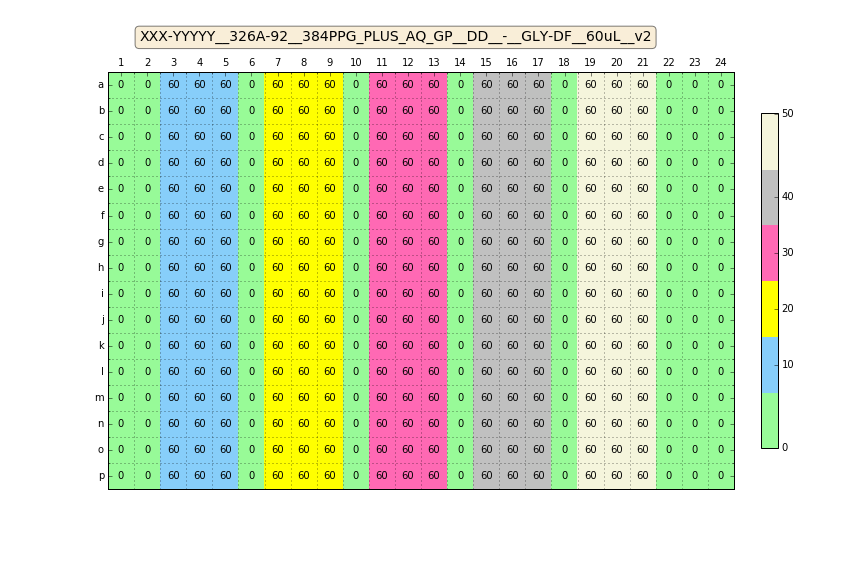 XXX-YYYYY__326A-92__384PPG_PLUS_AQ_GP__DD__-__GLY-DF__60uL__v2
1 2 3 4 5 6 7 8 9 10 11 12 13 14 15 16 17 18 19 20 21 22 23 24
a 0 0 60 60 60 0 60 60 60 0 60 60 60 0 60 60 60 0 60 60 60 0 0 0
b 0 0 60 60 60 0 60 60 60 0 60 60 60 0 60 60 60 0 60 60 60 0 0 0
c 0 0 60 60 60 0 60 60 60 0 60 60 60 0 60 60 60 0 60 60 60 0 0 0
d 0 0 60 60 60 0 60 60 60 0 60 60 60 0 60 60 60 0 60 60 60 0 0 0
e 0 0 60 60 60 0 60 60 60 0 60 60 60 0 60 60 60 0 60 60 60 0 0 0
f 0 0 60 60 60 0 60 60 60 0 60 60 60 0 60 60 60 0 60 60 60 0 0 0
g 0 0 60 60 60 0 60 60 60 0 60 60 60 0 60 60 60 0 60 60 60 0 0 0
h 0 0 60 60 60 0 60 60 60 0 60 60 60 0 60 60 60 0 60 60 60 0 0 0
i 0 0 60 60 60 0 60 60 60 0 60 60 60 0 60 60 60 0 60 60 60 0 0 0
j 0 0 60 60 60 0 60 60 60 0 60 60 60 0 60 60 60 0 60 60 60 0 0 0
k 0 0 60 60 60 0 60 60 60 0 60 60 60 0 60 60 60 0 60 60 60 0 0 0
l 0 0 60 60 60 0 60 60 60 0 60 60 60 0 60 60 60 0 60 60 60 0 0 0
m 0 0 60 60 60 0 60 60 60 0 60 60 60 0 60 60 60 0 60 60 60 0 0 0
n 0 0 60 60 60 0 60 60 60 0 60 60 60 0 60 60 60 0 60 60 60 0 0 0
o 0 0 60 60 60 0 60 60 60 0 60 60 60 0 60 60 60 0 60 60 60 0 0 0
p 0 0 60 60 60 0 60 60 60 0 60 60 60 0 60 60 60 0 60 60 60 0 0 0
50
40
30
20
10
0